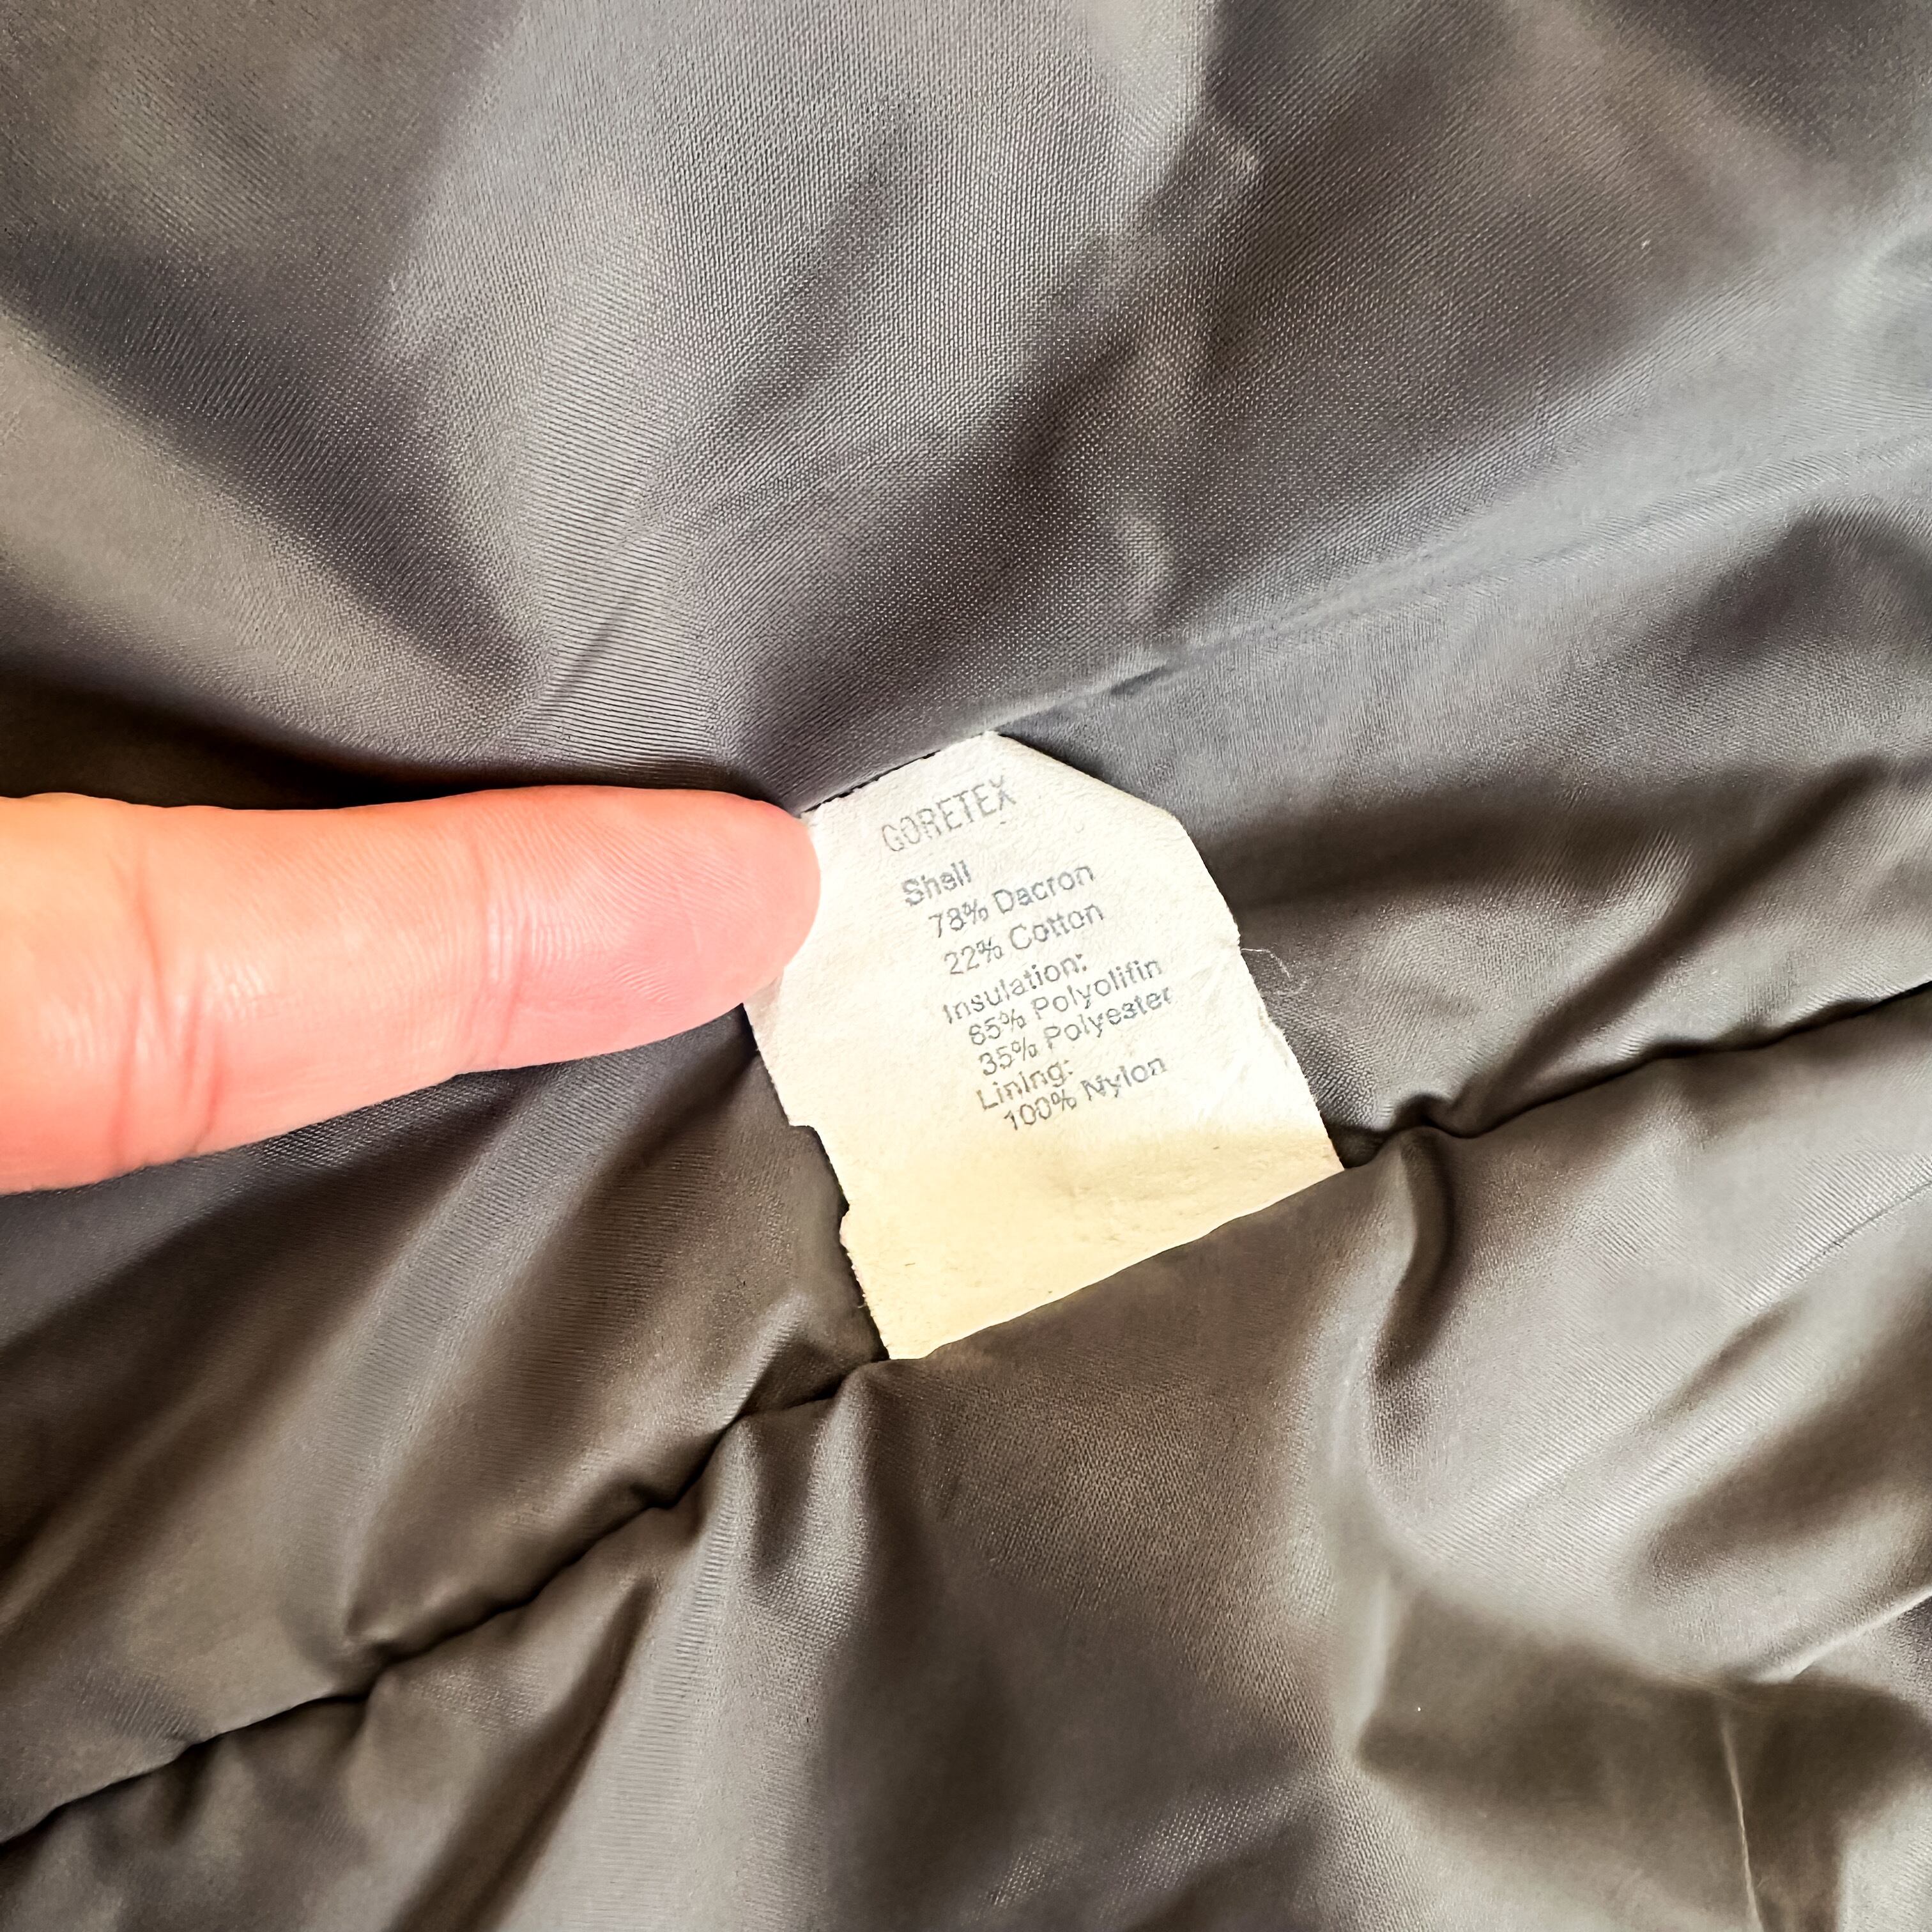 GORETEX
Shell
78% Dacron
22% Cotton
Insulation:
65% Polyolifin
35% Polyester
Lining:
100% Nylon